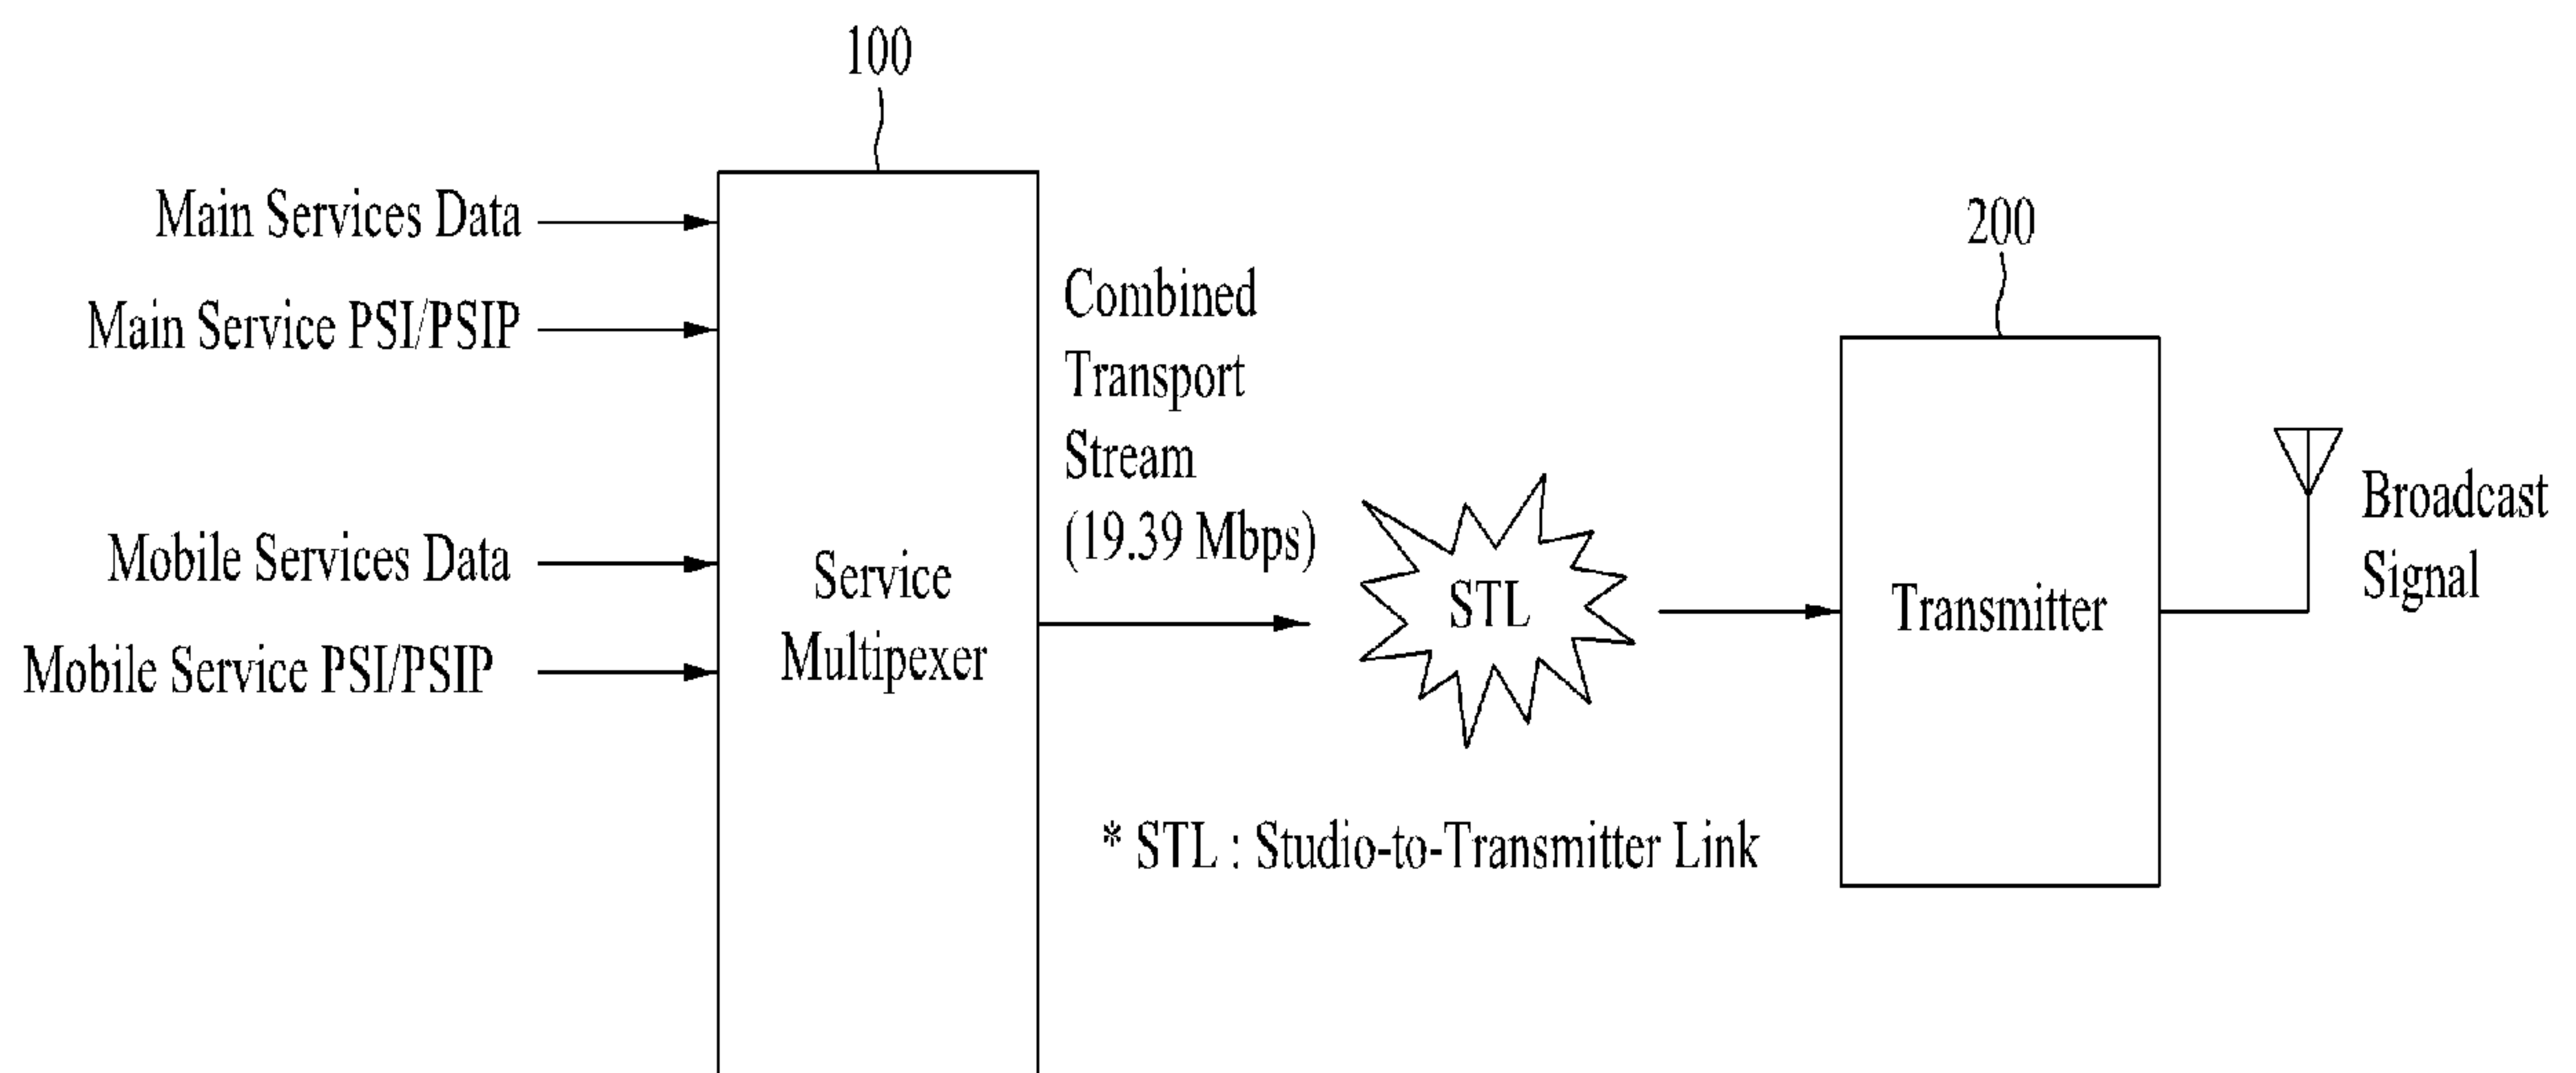 100
Main Services Data
Main Service PSI/PSIP
Mobile Services Data
Mobile Service PSI/PSIP
Service
Multipexer
Combined
Transport
Stream
(19.39 Mbps)
STL
* STL : Studio-to-Transmitter Link
200
Transmitter
Broadcast
Signal